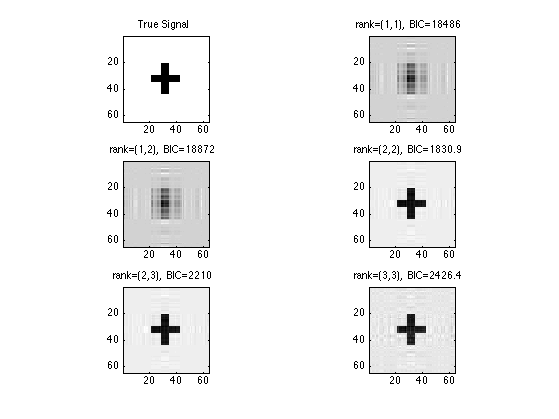 True Signal
rank=(1,1), BIC=18486
20
40
60
20 40 60
20
40
60
20 40 60
rank=(1,2), BIC=18872
rank=(2,2), BIC=1830.9
20
40
60
20 40 60
20
40
60
20 40 60
rank=(2,3), BIC=2210
rank=(3,3), BIC=2426.4
20
40
60
20 40 60
20
40
60
20 40 60